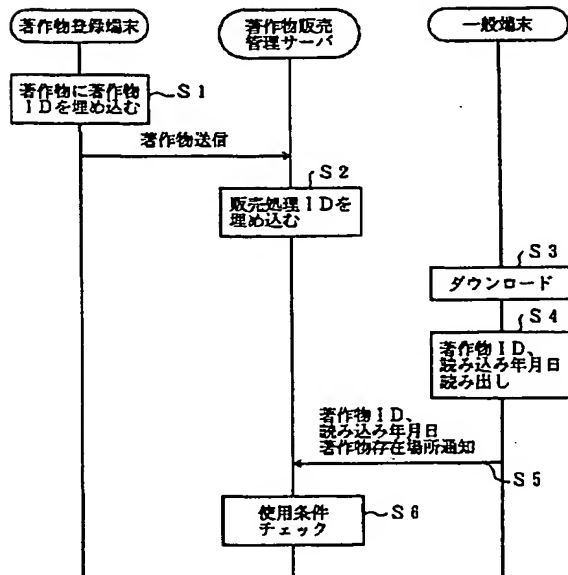 著作物登録端末
著作物販売
管理サーバ
一般端末
著作物に著作物
IDを埋め込む
S1
著作物送信
S2
販売処理IDを
埋め込む
S3
ダウンロード
S4
著作物ID、
読み込み年月日
読み出し
著作物ID、
読み込み年月日
著作物存在場所通知
S5
使用条件
チェック
S6